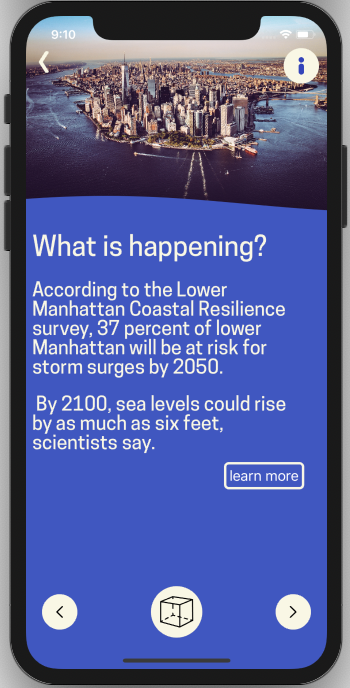 9:10
What is happening?
According to the Lower
Manhattan Coastal Resilience
survey, 37 percent of lower
Manhattan will be at risk for
storm surges by 2050.
By 2100, sea levels could rise
by as much as six feet,
scientists say.
learn more